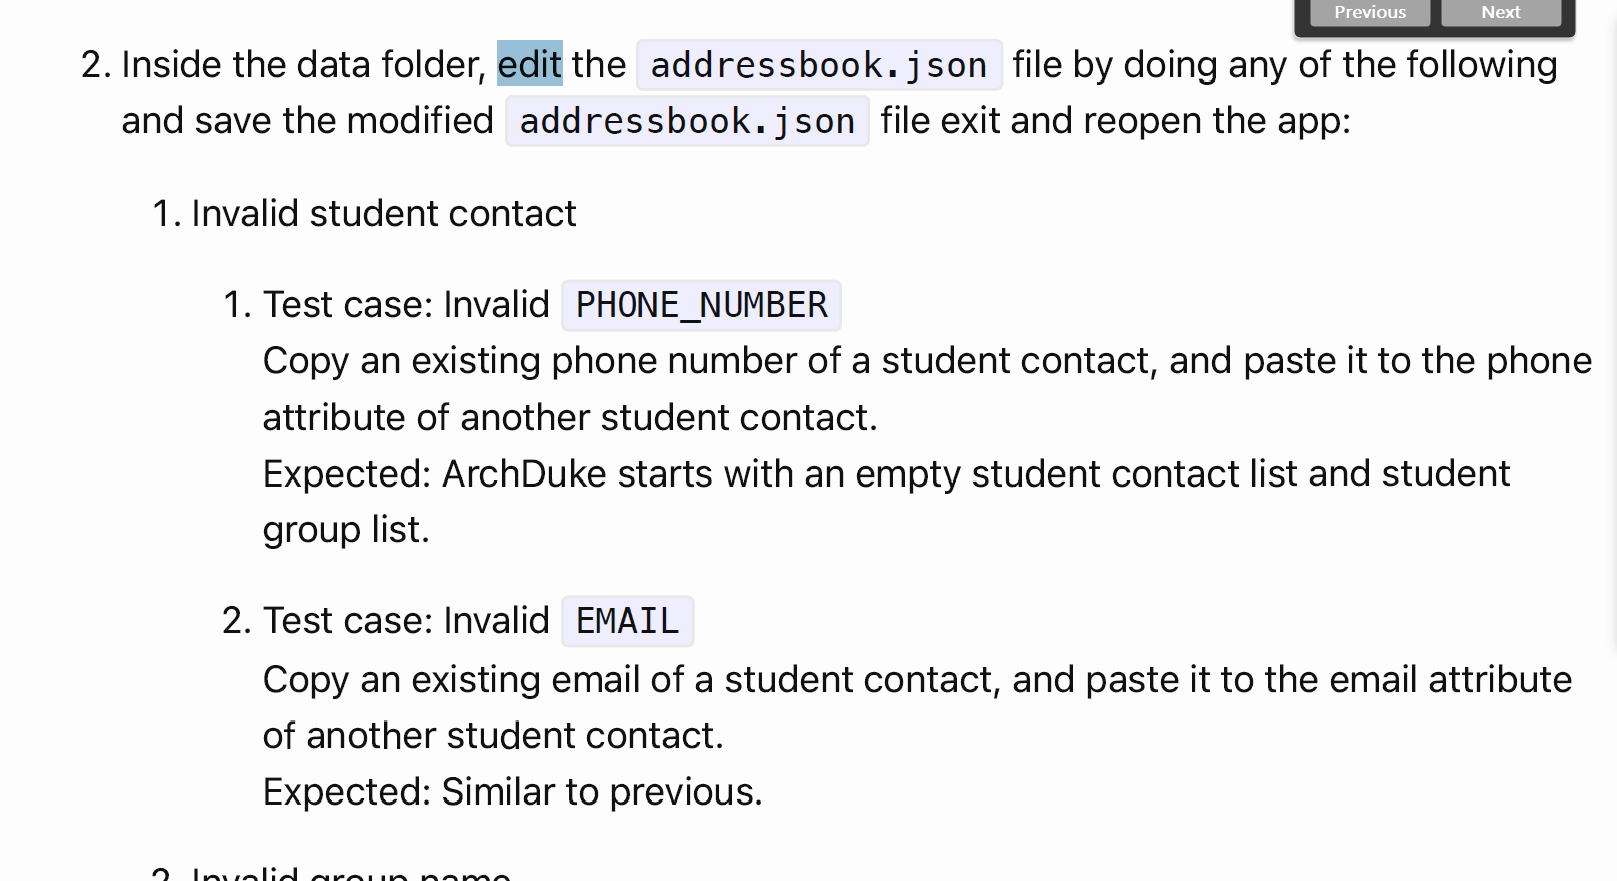 Previous Next
2. Inside the data folder, edit the addressbook.json file by doing any of the following
and save the modified addressbook.json file exit and reopen the app:
1. Invalid student contact
1. Test case: Invalid PHONE_NUMBER
Copy an existing phone number of a student contact, and paste it to the phone
attribute of another student contact.
Expected: ArchDuke starts with an empty student contact list and student
group list.
2. Test case: Invalid EMAIL
Copy an existing email of a student contact, and paste it to the email attribute
of another student contact.
Expected: Similar to previous.
2. Invalid group name